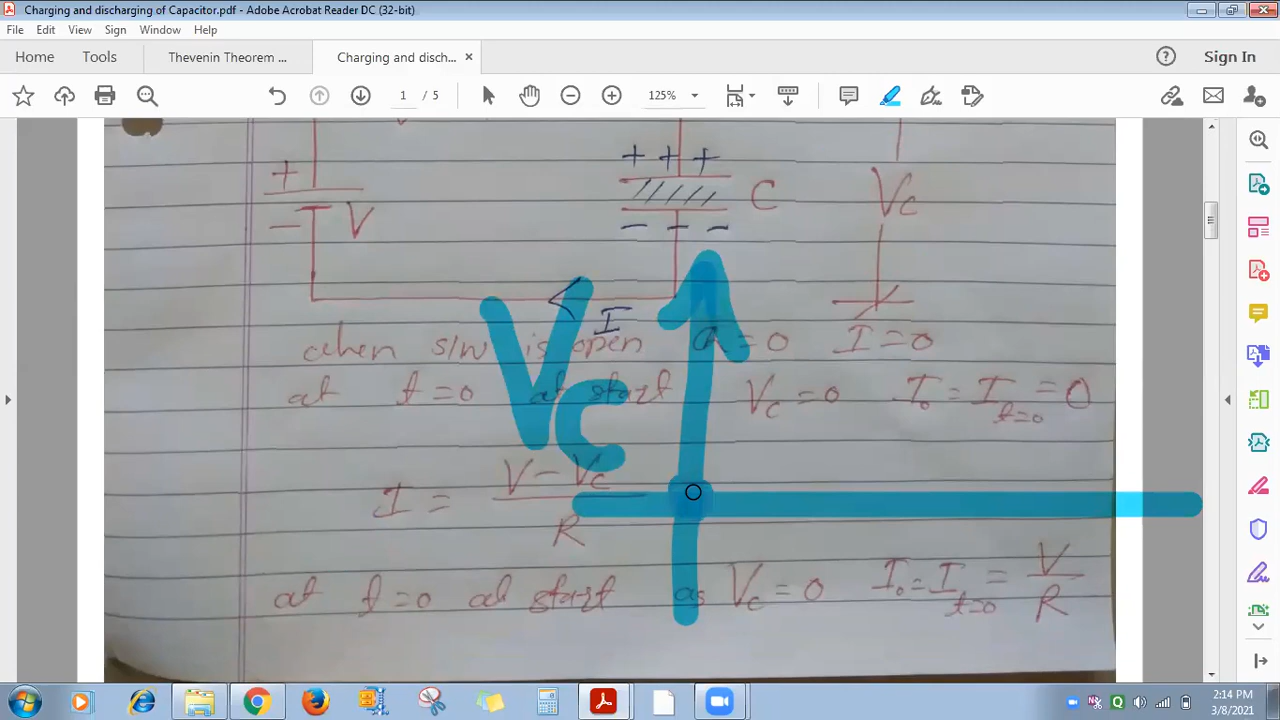 Charging and discharging of Capacitor.pdf - Adobe Acrobat Reader DC (32-bit)
File Edit View Sign Window Help
Home Tools Thevenin Theorem ... Charging and disch... × Sign In
1 / 5 125%
+ + + +
- V - - - C Vc
I
when s/w is open = 0 I = 0
at t = 0 at start Vc = 0 I₀ = I t=0 = 0
Vc
I = V - Vc
R
at t = 0 at start as Vc = 0 I₀ = I t=0 = V
R
2:14 PM
3/8/2021